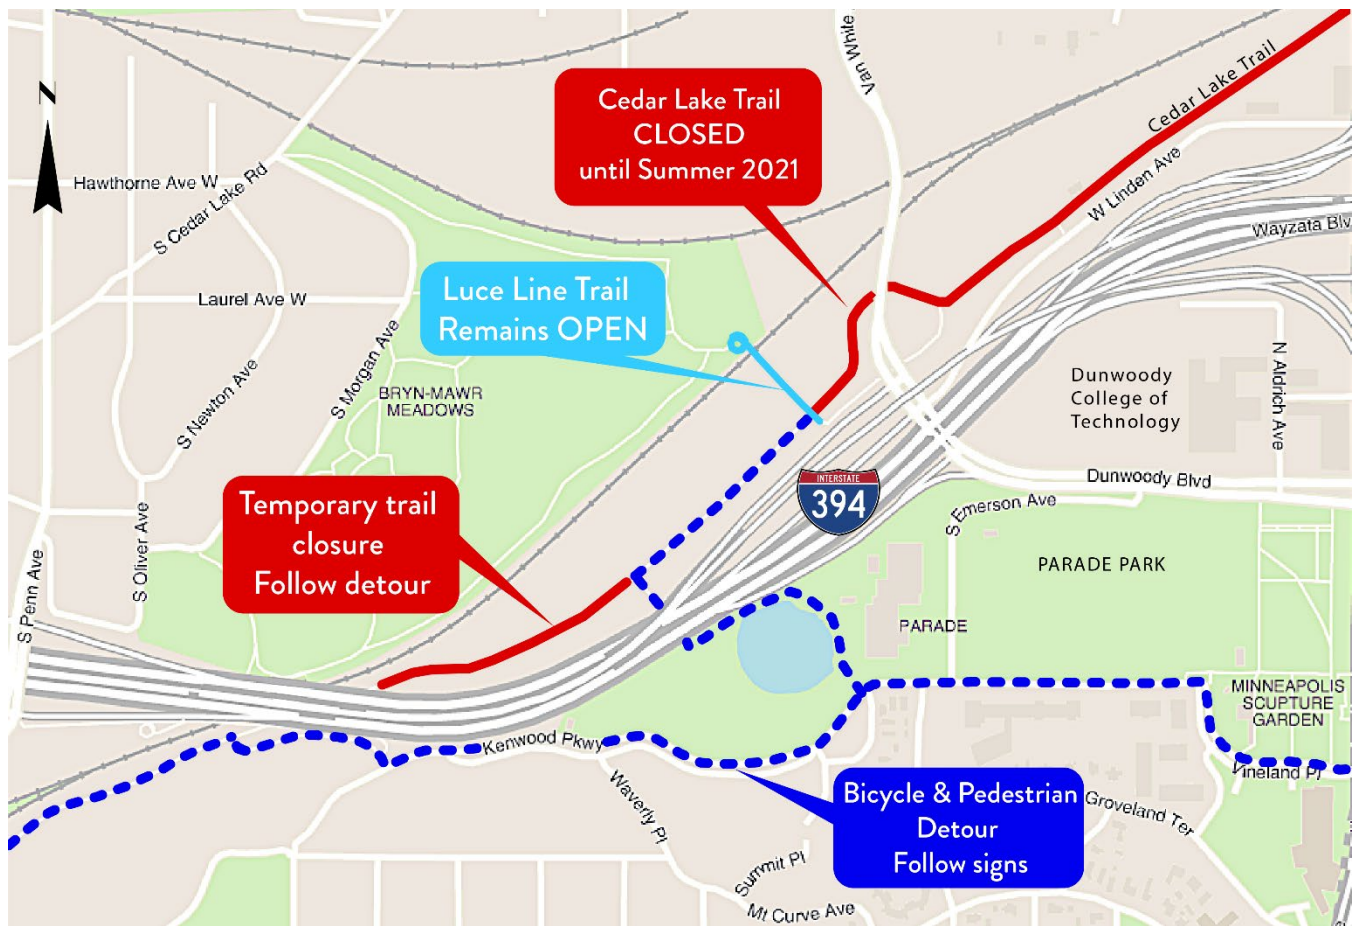 N
Van White
Cedar Lake Trail
CLOSED
until Summer 2021
Cedar Lake Trail
W Linden Ave
Wayzata Blv
Hawthorne Ave W
S Cedar Lake Rd
Laurel Ave W
Luce Line Trail
Remains OPEN
S Newton Ave
S Morgan Ave
BRYN-MAWR
MEADOWS
Dunwoody
College of
Technology
N Aldrich Ave
Temporary trail
closure
Follow detour
INTERSTATE
394
Dunwoody Blvd
S Emerson Ave
S Oliver Ave
S Penn Ave
PARADE PARK
PARADE
MINNEAPOLIS
SCUPTURE
GARDEN
Kenwood Pkwy
Waverly Pl
Vineland Pl
Bicycle & Pedestrian
Detour
Follow signs
Groveland Ter
Summit Pl
Mt Curve Ave